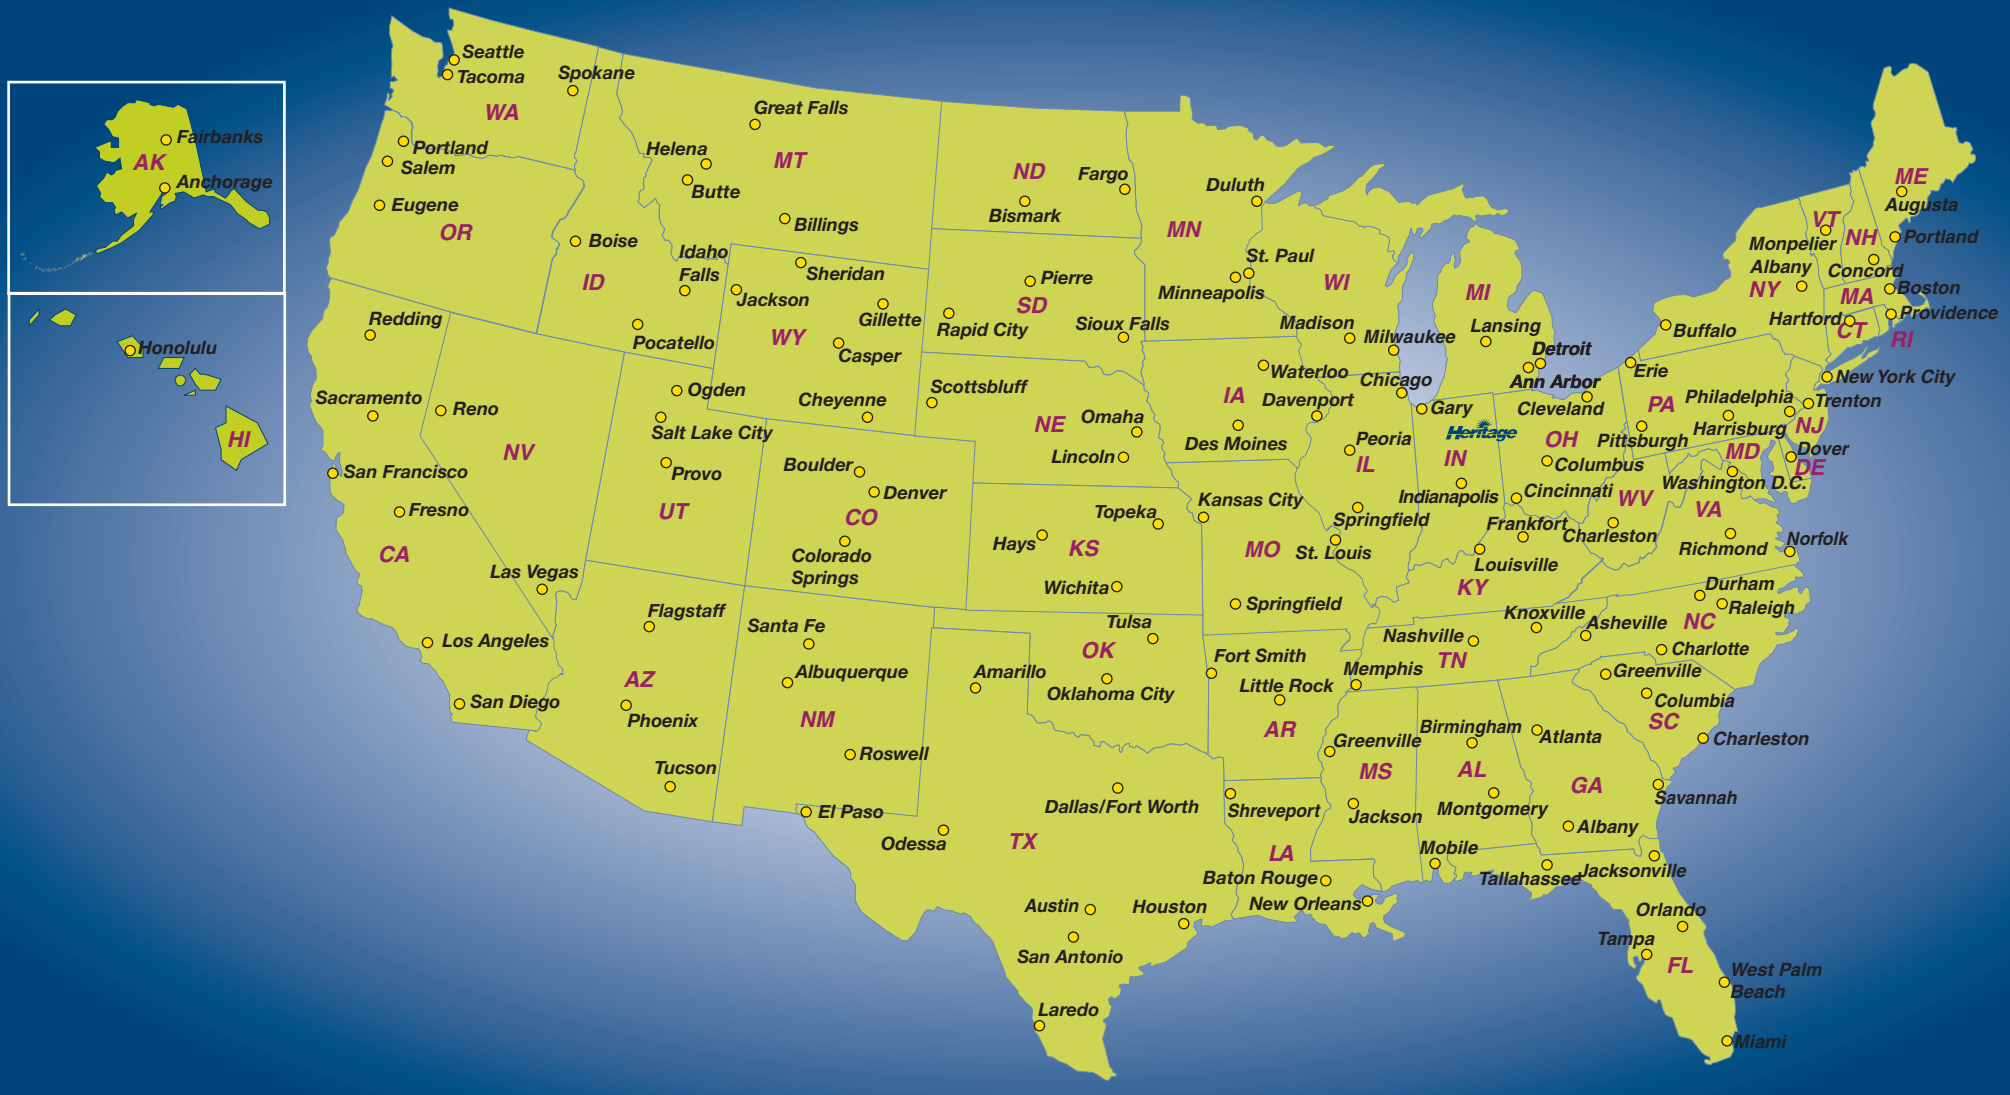 Seattle
Tacoma
Spokane
WA
Great Falls
Portland
Salem
Helena
MT
Butte
ND
Fargo
Bismark
Duluth
MN
Eugene
OR
Boise
Billings
Idaho
Falls
ID
Sheridan
Jackson
Gillette
WY
Casper
Pocatello
Pierre
SD
Rapid City
Sioux Falls
St. Paul
Minneapolis
WI
Madison
Milwaukee
MI
Lansing
Detroit
Ann Arbor
Fairbanks
AK
Anchorage
Honolulu
HI
Redding
Sacramento
Reno
San Francisco
NV
Fresno
CA
Las Vegas
Los Angeles
San Diego
Ogden
Salt Lake City
Provo
UT
Cheyenne
Scottsbluff
NE
Omaha
Lincoln
Boulder
Denver
CO
Colorado
Springs
Waterloo
IA
Davenport
Des Moines
Chicago
Gary
Heritage
Peoria
IL
IN
Indianapolis
Springfield
Cleveland
OH
Columbus
Cincinnati
ME
Augusta
VT
Monpelier
NH
Portland
Concord
Albany
NY
MA
Boston
Hartford
CT
Providence
RI
Buffalo
Erie
New York City
PA
Philadelphia
Trenton
Harrisburg
NJ
Pittsburgh
MD
Dover
DE
Washington D.C.
WV
VA
Charleston
Richmond
Norfolk
Topeka
Hays
KS
Wichita
Kansas City
MO
St. Louis
Springfield
Frankfort
Louisville
KY
Durham
Raleigh
NC
Asheville
Charlotte
Knoxville
Nashville
TN
Memphis
Flagstaff
AZ
Phoenix
Tucson
Santa Fe
Albuquerque
NM
Roswell
El Paso
Amarillo
Tulsa
OK
Oklahoma City
Fort Smith
Little Rock
AR
Greenville
Columbia
SC
Charleston
Greenville
MS
Jackson
Birmingham
AL
Montgomery
Mobile
Atlanta
GA
Savannah
Albany
Dallas/Fort Worth
Odessa
TX
Austin
Houston
San Antonio
Laredo
Shreveport
LA
Baton Rouge
New Orleans
Tallahassee
Jacksonville
Orlando
Tampa
FL
West Palm
Beach
Miami